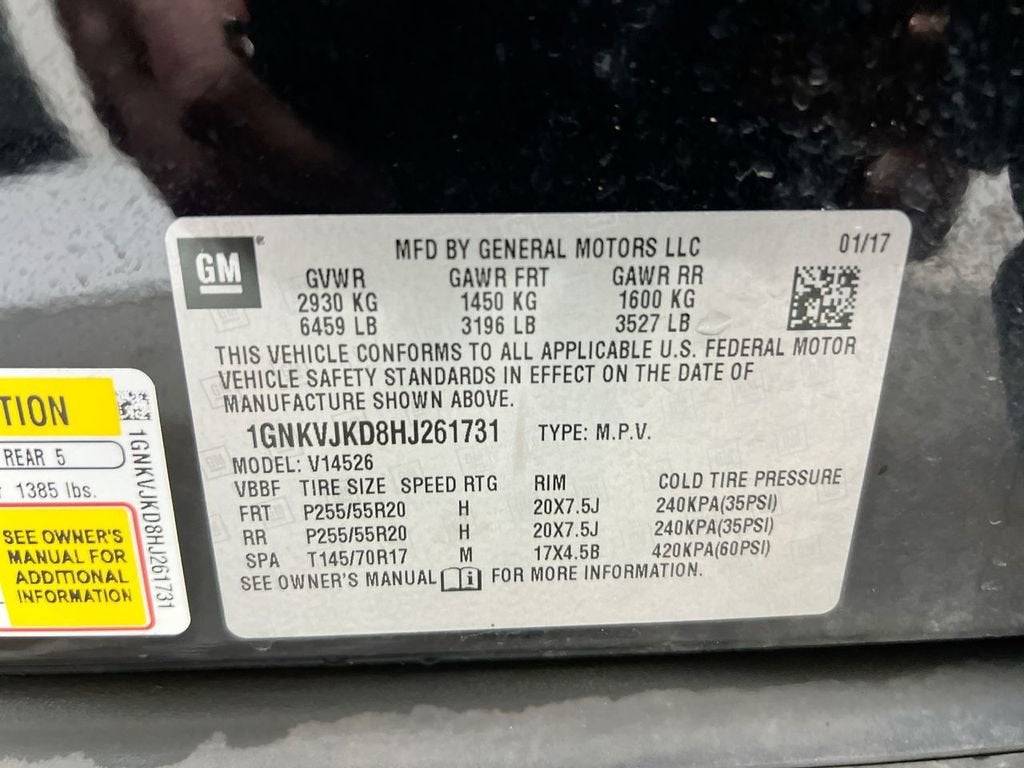 GM
MFD BY GENERAL MOTORS LLC 01/17
GVWR GAWR FRT GAWR RR
2930 KG 1450 KG 1600 KG
6459 LB 3196 LB 3527 LB
THIS VEHICLE CONFORMS TO ALL APPLICABLE U.S. FEDERAL MOTOR
VEHICLE SAFETY STANDARDS IN EFFECT ON THE DATE OF
MANUFACTURE SHOWN ABOVE.
1GNKVJKD8HJ261731 TYPE: M.P.V.
MODEL: V14526
VBBF TIRE SIZE SPEED RTG RIM COLD TIRE PRESSURE
FRT P255/55R20 H 20X7.5J 240KPA(35PSI)
RR P255/55R20 H 20X7.5J 240KPA(35PSI)
SPA T145/70R17 M 17X4.5B 420KPA(60PSI)
SEE OWNER'S MANUAL FOR MORE INFORMATION.
TION
REAR 5
1385 lbs.
SEE OWNER'S
MANUAL FOR
ADDITIONAL
INFORMATION
1GNKVJKD8HJ261731